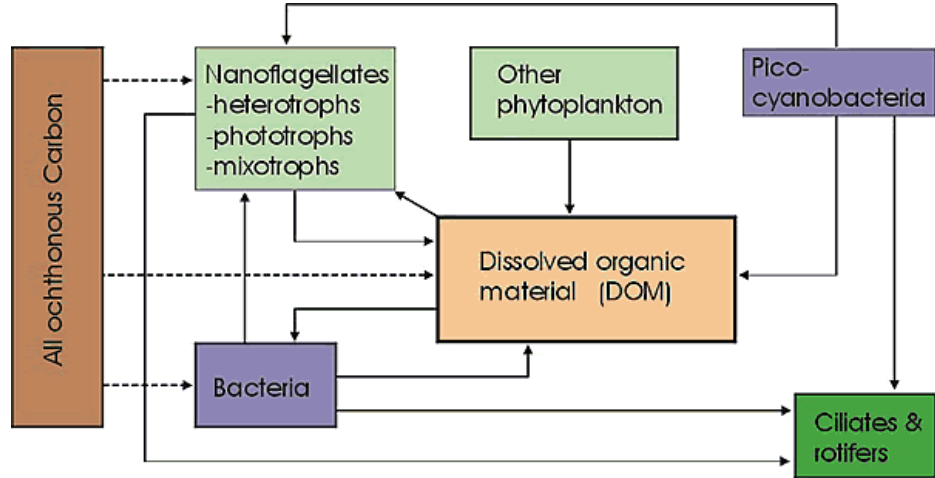 All ochthonous Carbon
Nanoflagellates
-heterotrophs
-phototrophs
-mixotrophs
Other
phytoplankton
Pico-
cyanobacteria
Dissolved organic
material (DOM)
Bacteria
Ciliates &
rotifers